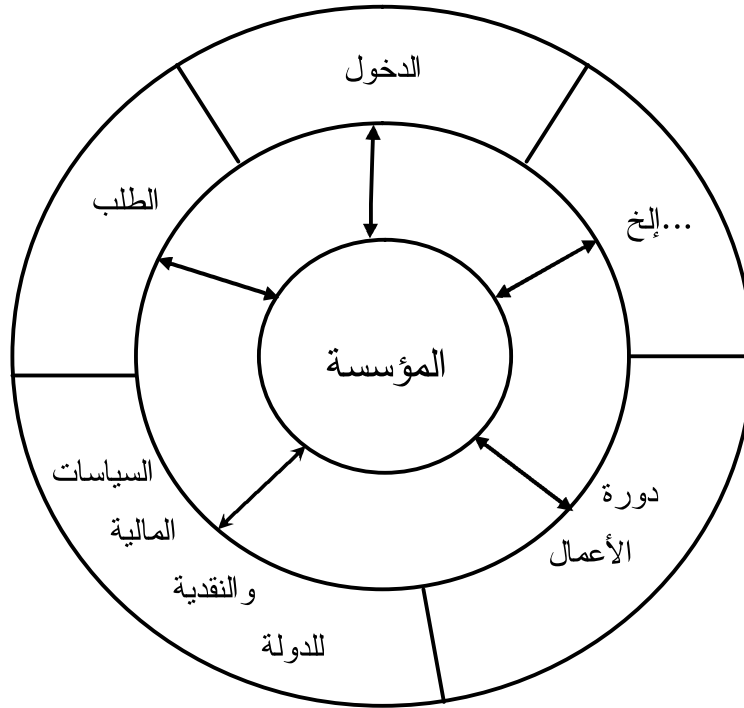 الدخول
الطلب
...إلخ
المؤسسة
السياسات
المالية
والنقدية
للدولة
دورة
الأعمال